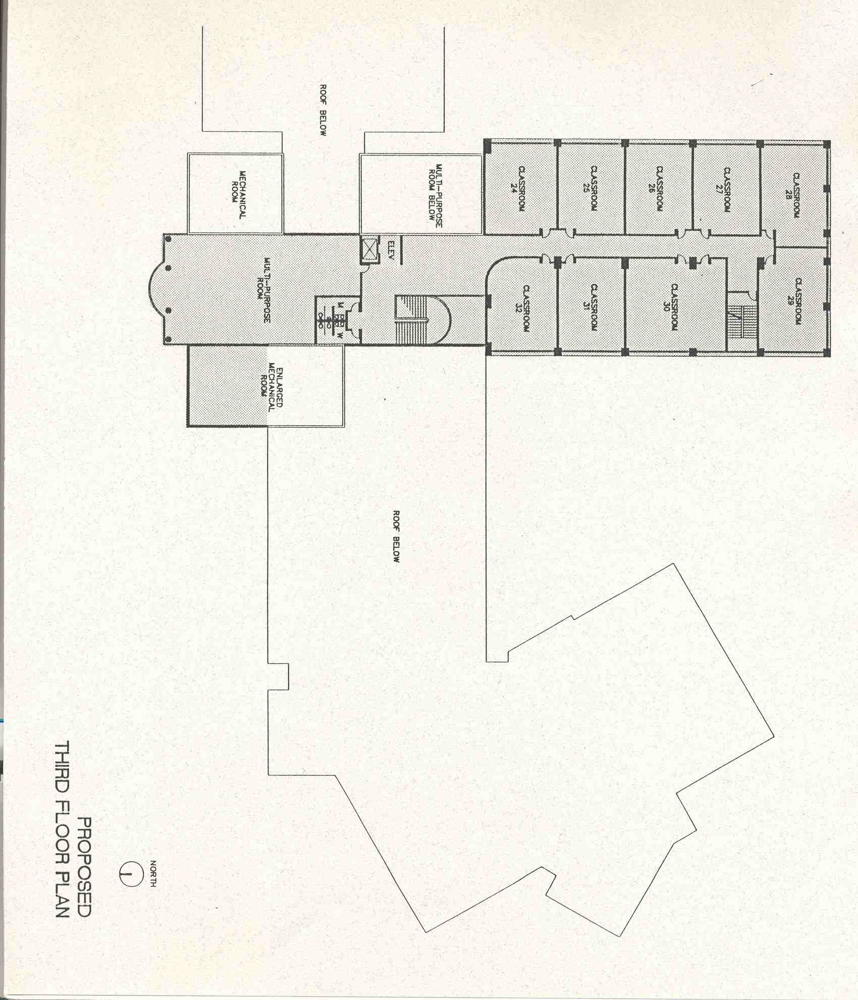 CLASSROOM
28
CLASSROOM
29
CLASSROOM
27
CLASSROOM
26
CLASSROOM
30
CLASSROOM
25
CLASSROOM
31
CLASSROOM
24
CLASSROOM
32
MULTI-PURPOSE
ROOM BELOW
ROOF BELOW
ELEV
M
W
MULTI-PURPOSE
ROOM
MECHANICAL
ROOM
ENLARGED
MECHANICAL
ROOM
ROOF BELOW
NORTH
PROPOSED
THIRD FLOOR PLAN